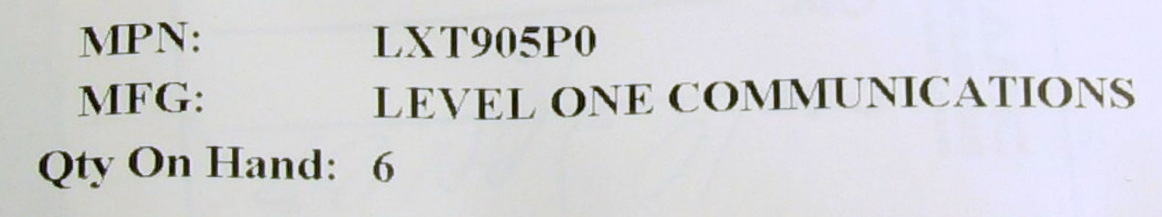 MPN: LXT905P0
MFG: LEVEL ONE COMMUNICATIONS
Qty On Hand: 6